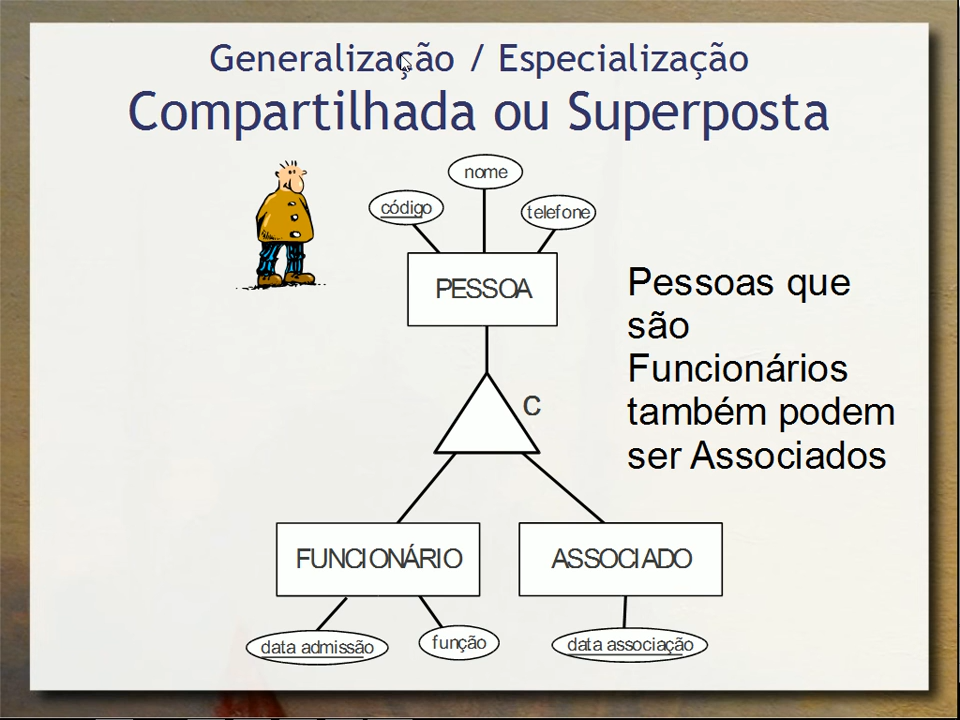 Generalização / Especialização
Compartilhada ou Superposta
nome
código
telefone
PESSOA
Pessoas que
são
Funcionários
também podem
ser Associados
C
FUNCIONÁRIO
ASSOCIADO
data admissão
função
data associação